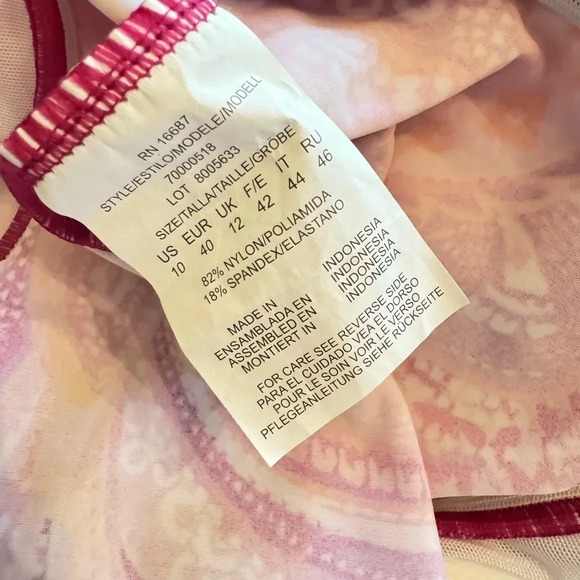 RN 16687
STYLE/ESTILO/MODELE/MODELL
70000518
LOT 8005633
SIZE/TALLA/TAILLE/GRÖBE
US EUR UK F/E IT RU
10 40 12 42 44 46
82% NYLON/POLIAMIDA
18% SPANDEX/ELASTANO
MADE IN INDONESIA
ENSAMBLADA EN INDONESIA
ASSEMBLED EN INDONESIA
MONTIERT IN INDONESIA
FOR CARE SEE REVERSE SIDE
PARA EL CUIDADO VEA EL DORSO
POUR LE SOIN VOIR LE VERSO
PFLEGEANLEITUNG SIEHE RÜCKSEITE